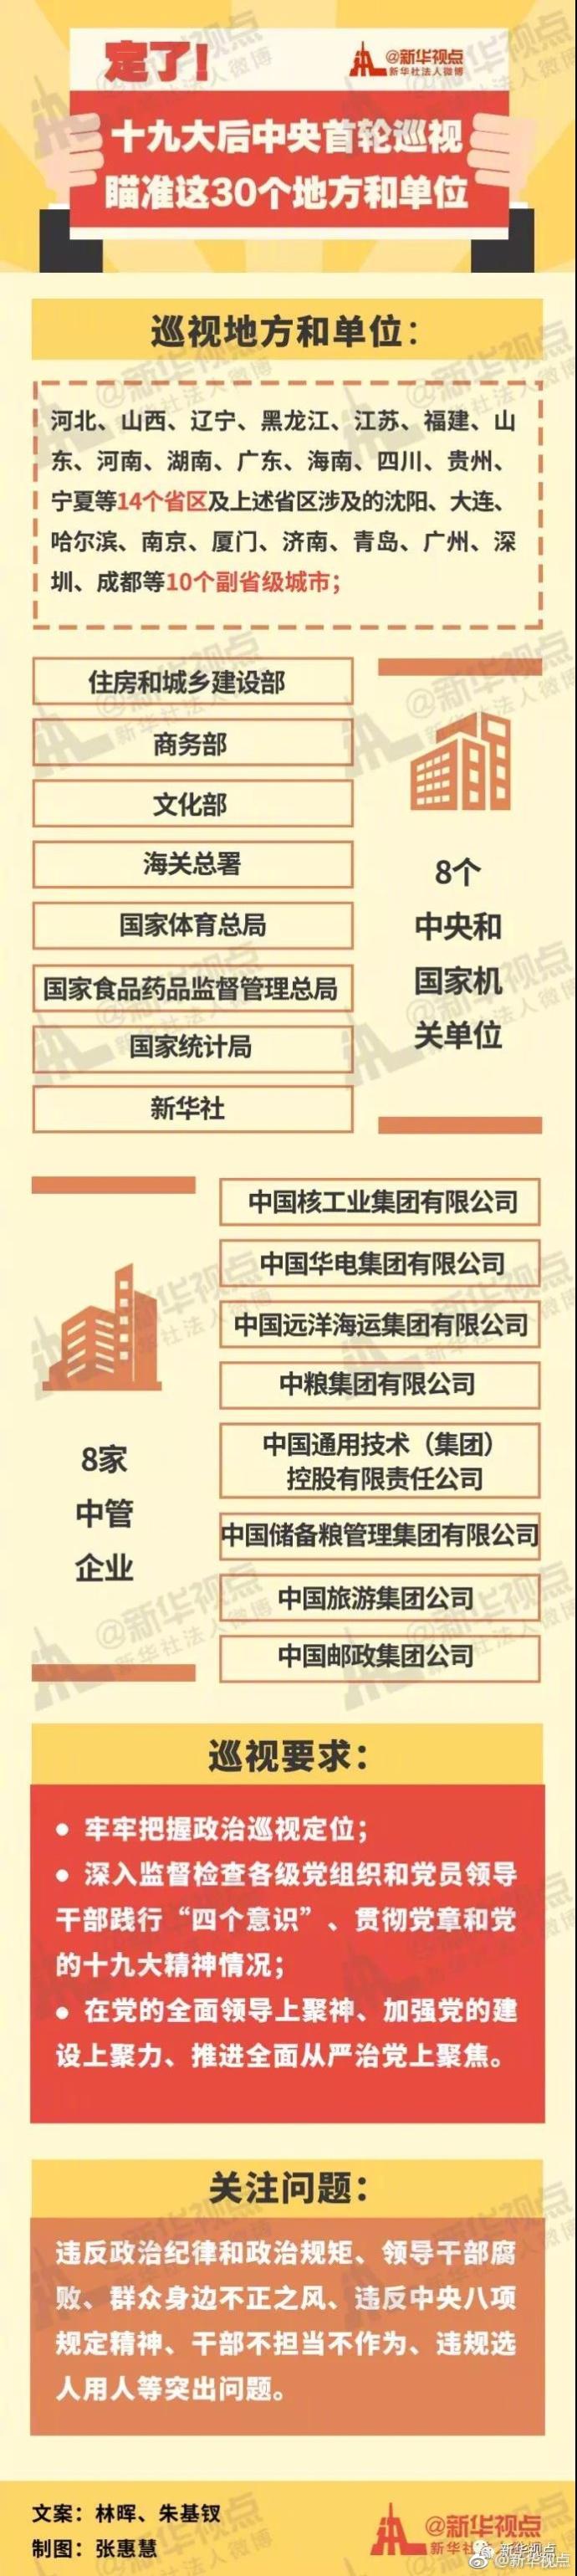 定了！
@新华视点
新华社法人微博
十九大后中央首轮巡视
瞄准这30个地方和单位
巡视地方和单位：
河北、山西、辽宁、黑龙江、江苏、福建、山
东、河南、湖南、广东、海南、四川、贵州、
宁夏等14个省区及上述省区涉及的沈阳、大连、
哈尔滨、南京、厦门、济南、青岛、广州、深
圳、成都等10个副省级城市；
住房和城乡建设部
商务部
文化部
海关总署
国家体育总局
国家食品药品监督管理总局
国家统计局
新华社
8个
中央和
国家机
关单位
中国核工业集团有限公司
中国华电集团有限公司
中国远洋海运集团有限公司
中粮集团有限公司
中国通用技术（集团）
控股有限责任公司
中国储备粮管理集团有限公司
中国旅游集团公司
中国邮政集团公司
8家
中管
企业
巡视要求：
● 牢牢把握政治巡视定位；
● 深入监督检查各级党组织和党员领导
干部践行“四个意识”、贯彻党章和党
的十九大精神情况；
● 在党的全面领导上聚神、加强党的建
设上聚力、推进全面从严治党上聚焦。
关注问题：
违反政治纪律和政治规矩、领导干部腐
败、群众身边不正之风、违反中央八项
规定精神、干部不担当不作为、违规选
人用人等突出问题。
文案：林晖、朱基钗
制图：张惠慧
@新华视点
新华社
新华视点
@新华视点